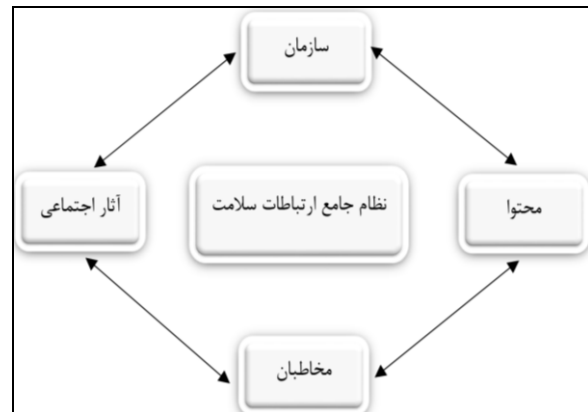 سازمان
محتوا
نظام جامع ارتباطات سلامت
آثار اجتماعی
مخاطبان